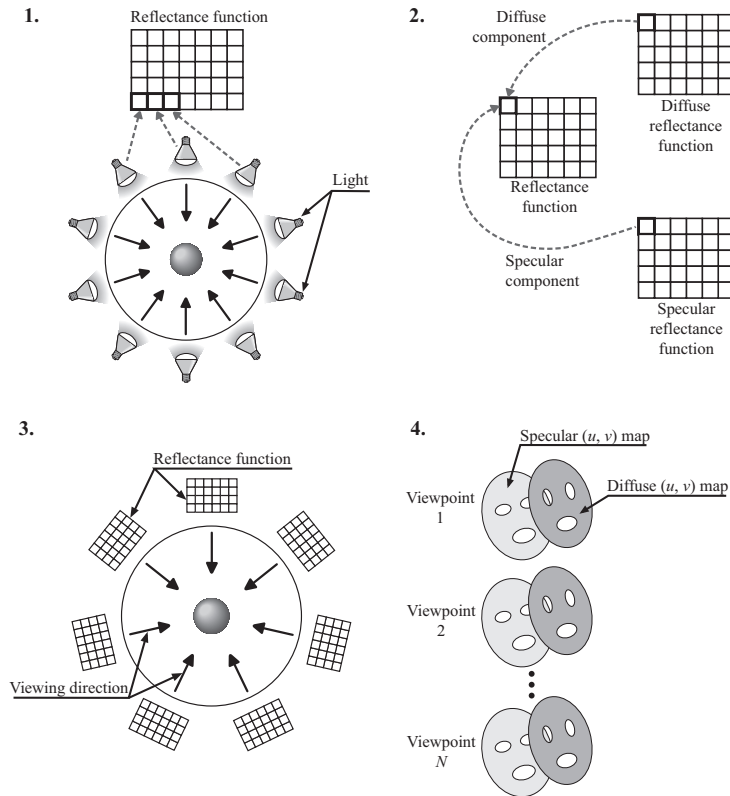 1.
Reflectance function
Light
2.
Diffuse
component
Diffuse
reflectance
function
Reflectance
function
Specular
component
Specular
reflectance
function
3.
Reflectance function
Viewing direction
4.
Specular (u, v) map
Diffuse (u, v) map
Viewpoint
1
Viewpoint
2
Viewpoint
N